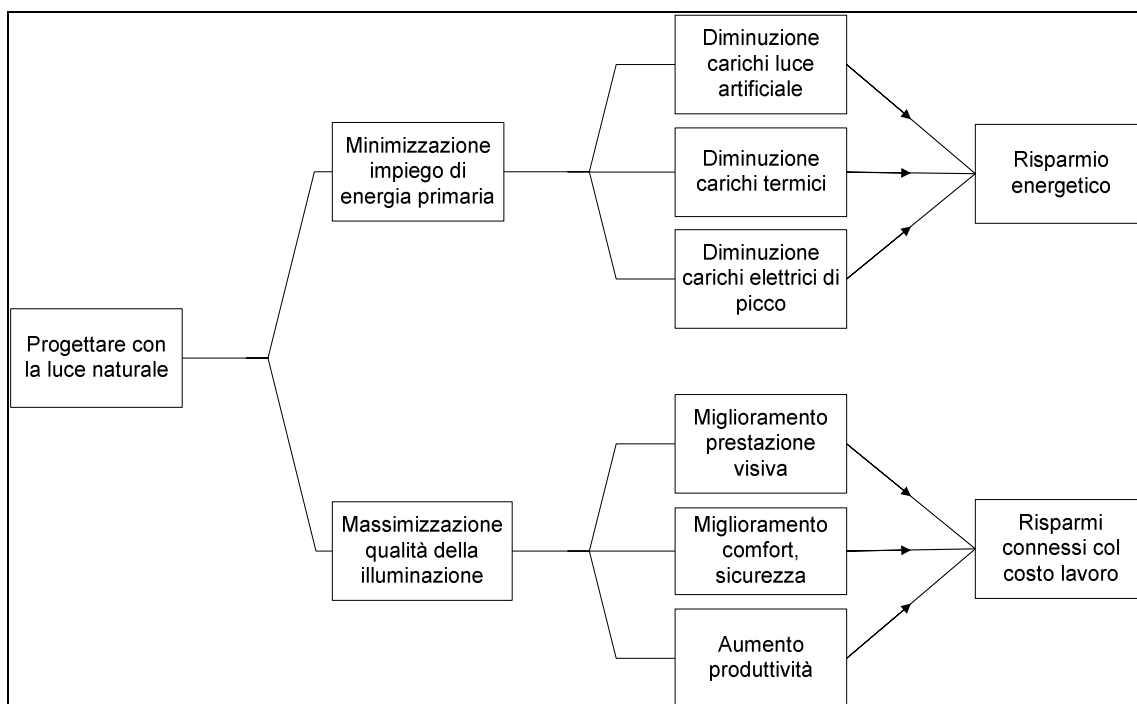 Progettare con
la luce naturale
Minimizzazione
impiego di
energia primaria
Diminuzione
carichi luce
artificiale
Diminuzione
carichi termici
Diminuzione
carichi elettrici di
picco
Risparmio
energetico
Massimizzazione
qualità della
illuminazione
Miglioramento
prestazione
visiva
Miglioramento
comfort,
sicurezza
Aumento
produttività
Risparmi
connessi col
costo lavoro